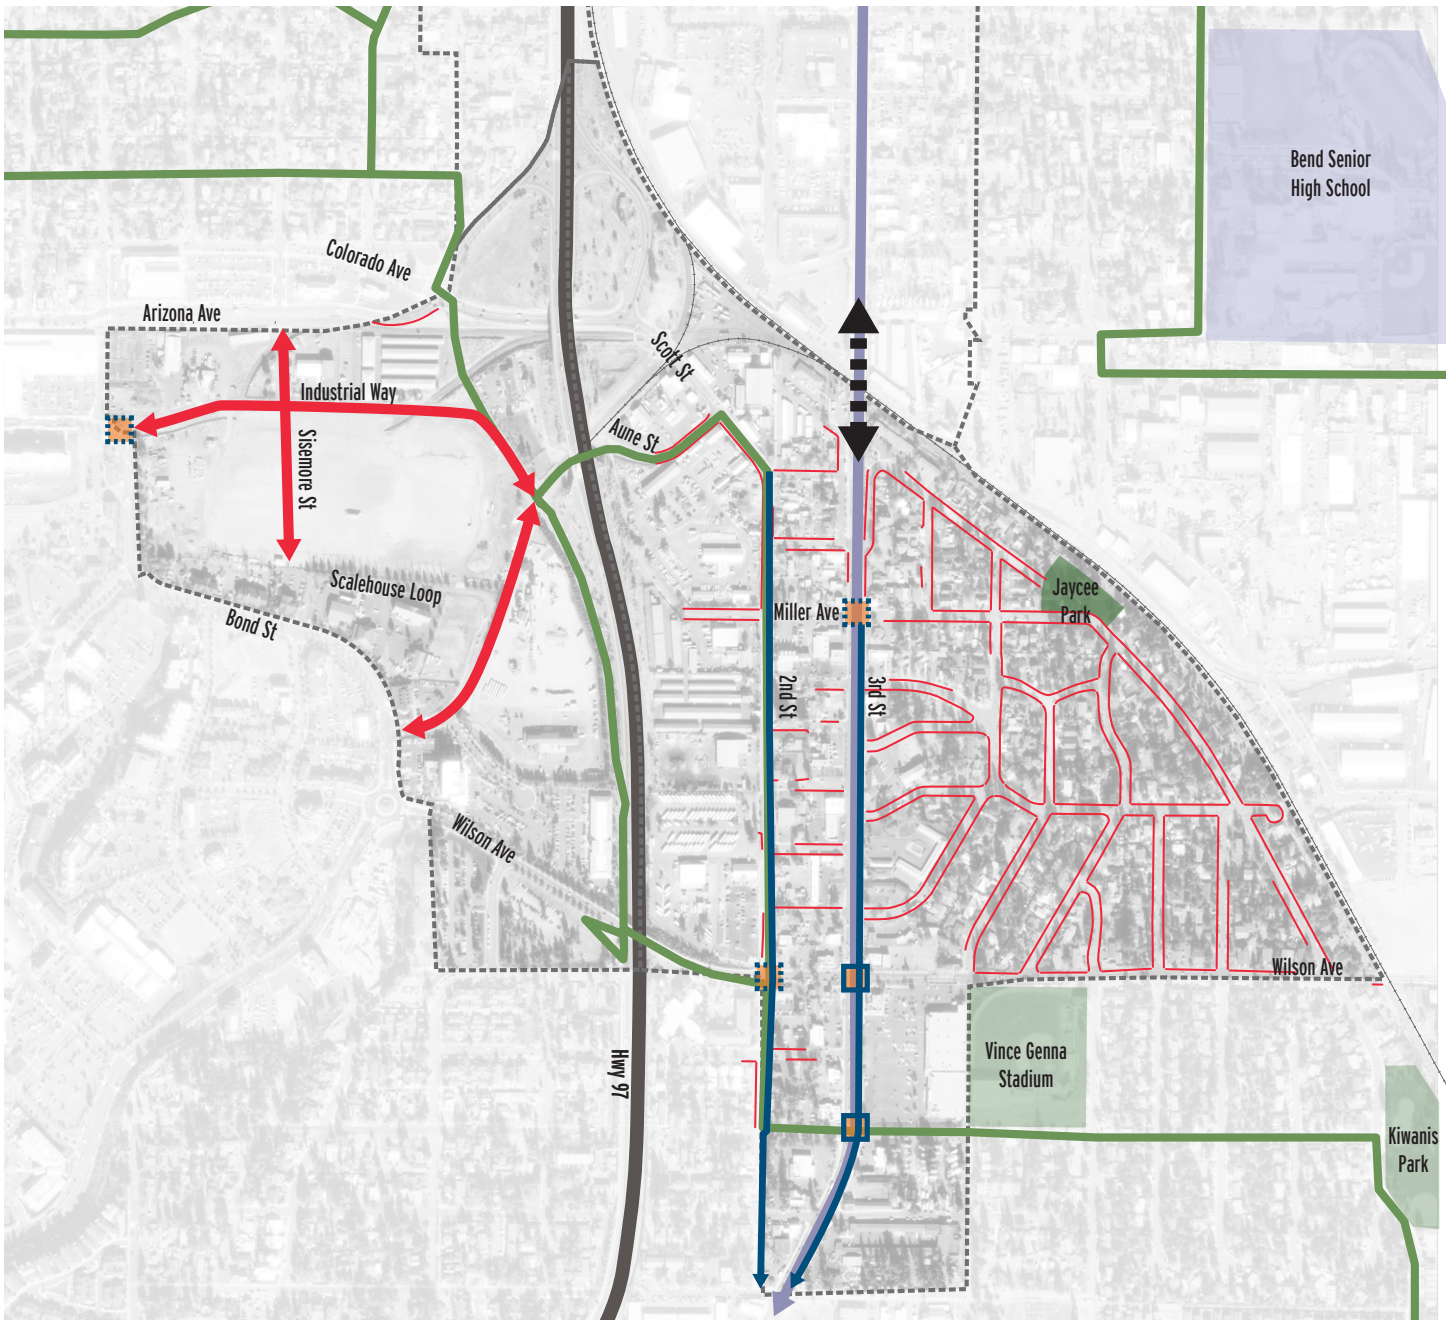 Bend Senior
High School
Colorado Ave
Arizona Ave
Scott St
Industrial Way
Aune St
Sisemore St
Scalehouse Loop
Jaycee
Park
Miller Ave
Bond St
2nd St
3rd St
Wilson Ave
Wilson Ave
Hwy 97
Vince Genna
Stadium
Kiwanis
Park